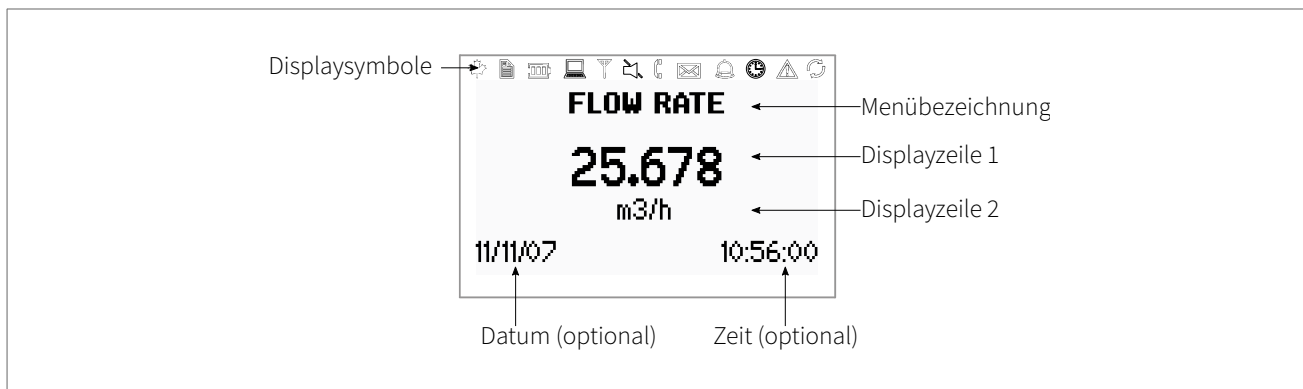 Displaysymbole
FLOW RATE
Menübezeichnung
25.678
Displayzeile 1
m3/h
Displayzeile 2
11/11/07
10:56:00
Datum (optional)
Zeit (optional)